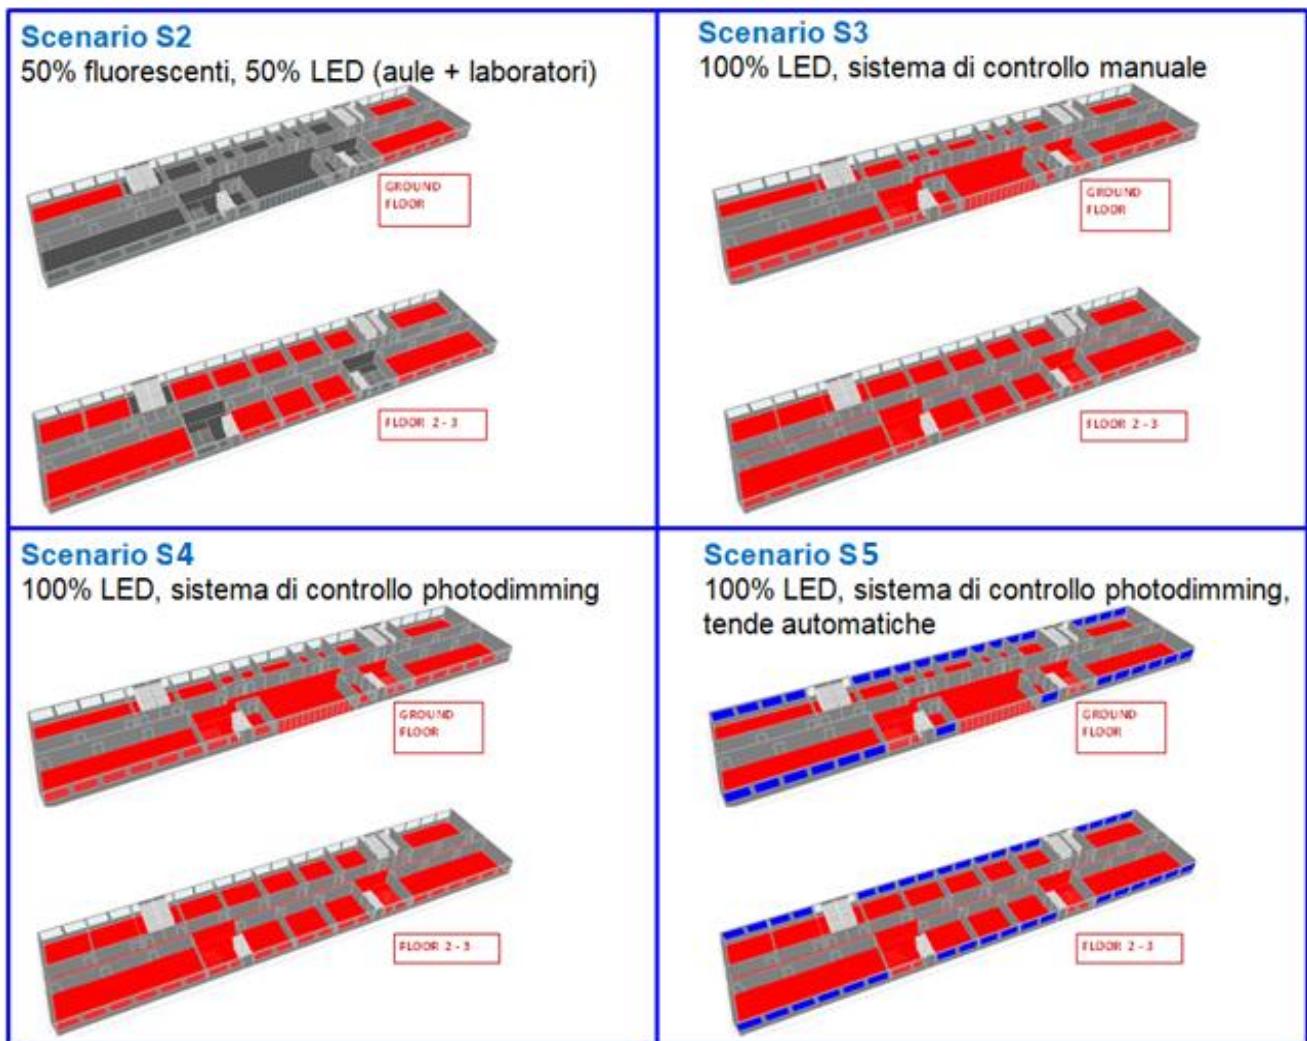 Scenario S2
50% fluorescenti, 50% LED (aule + laboratori)
GROUND
FLOOR
FLOOR 2 - 3
Scenario S3
100% LED, sistema di controllo manuale
GROUND
FLOOR
FLOOR 2 - 3
Scenario S4
100% LED, sistema di controllo photodimming
GROUND
FLOOR
FLOOR 2 - 3
Scenario S5
100% LED, sistema di controllo photodimming,
tende automatiche
GROUND
FLOOR
FLOOR 2 - 3